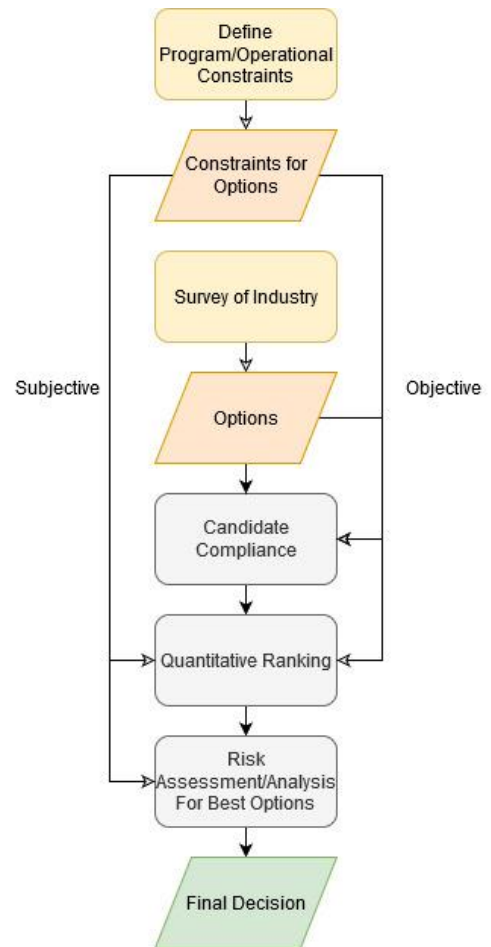 Define
Program/Operational
Constraints
Constraints for
Options
Survey of Industry
Subjective
Objective
Options
Candidate
Compliance
Quantitative Ranking
Risk
Assessment/Analysis
For Best Options
Final Decision